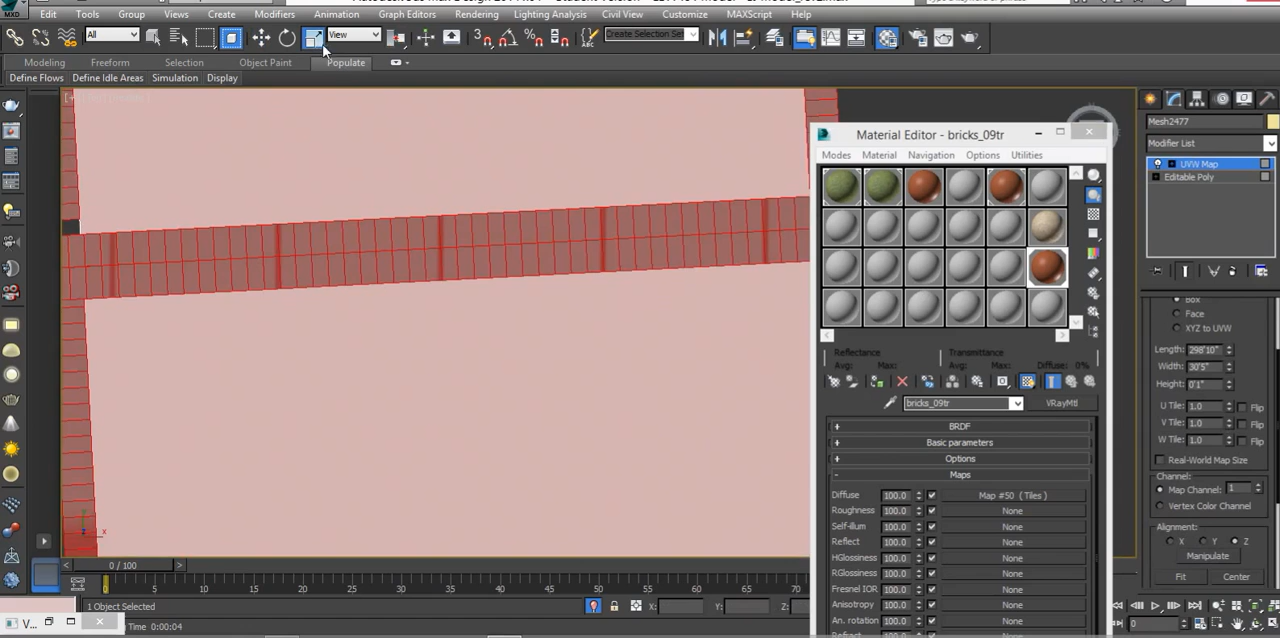 Edit Tools Group Views Create Modifiers Animation Graph Editors Rendering Lighting Analysis Civil View Customize MAXScript Help
All View Create Selection Set
Modeling Freeform Selection Object Paint Populate
Define Flows Define Idle Areas Simulation Display
Material Editor - bricks_09tr
Modes Material Navigation Options Utilities
Reflectance Transmittance
Avg: Max: Avg: Max: Diffuse: 0%
bricks_09tr VRayMtl
+ BRDF
+ Basic parameters
+ Options
- Maps
Diffuse 100.0 Map #50 ( Tiles )
Roughness 100.0 None
Self-illum 100.0 None
Reflect 100.0 None
HGlossiness 100.0 None
RGlossiness 100.0 None
Fresnel IOR 100.0 None
Anisotropy 100.0 None
An. rotation 100.0 None
Mesh2477
Modifier List
UVW Map
Editable Poly
Box
Face
XYZ to UVW
Length: 298'10"
Width: 30'5"
Height: 0'1"
U Tile: 1.0 Flip
V Tile: 1.0 Flip
W Tile: 1.0 Flip
Real-World Map Size
Channel:
Map Channel: 1
Vertex Color Channel
Alignment:
X Y Z
Manipulate
Fit Center
0 / 100
0 5 10 15 20 25 30 35 40 45 50 55 60 65 70
1 Object Selected X: Y: Z:
V...
Time 0:00:04
0